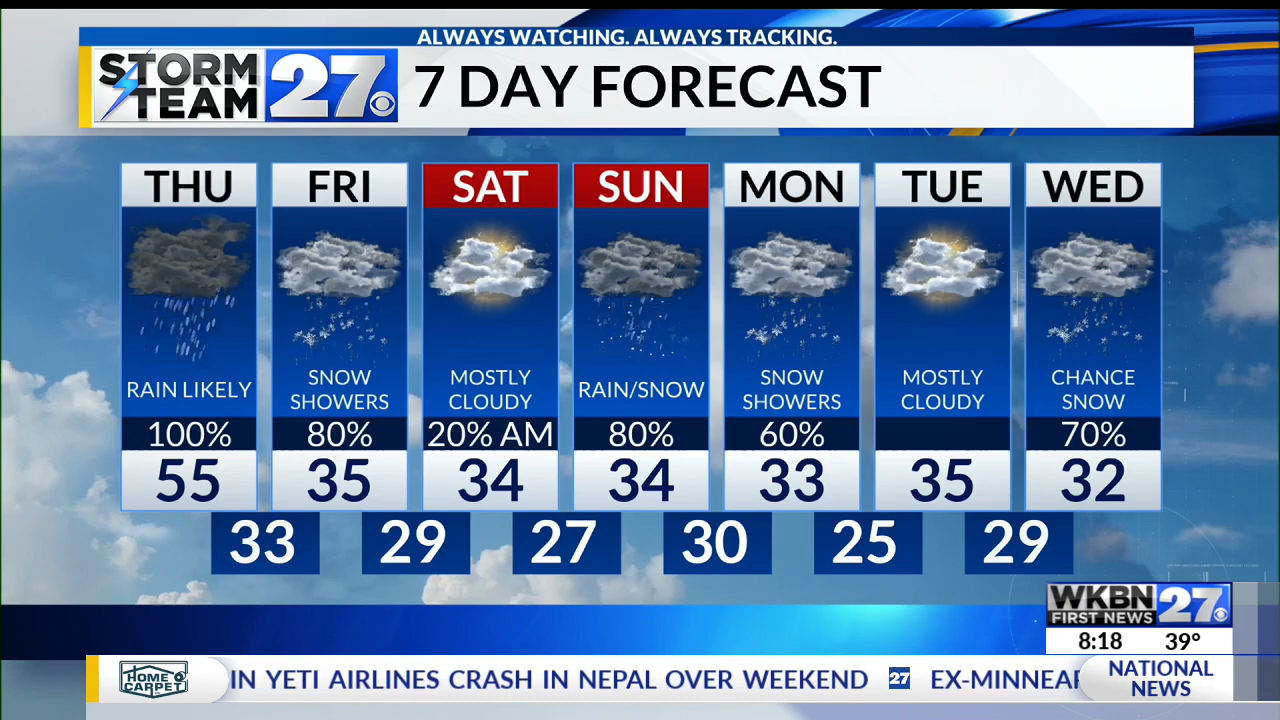 ALWAYS WATCHING. ALWAYS TRACKING.
STORM
TEAM
27
7 DAY FORECAST
THU FRI SAT SUN MON TUE WED
RAIN LIKELY
SNOW
SHOWERS
MOSTLY
CLOUDY
RAIN/SNOW
SNOW
SHOWERS
MOSTLY
CLOUDY
CHANCE
SNOW
100% 80% 20% AM 80% 60% 70%
55 35 34 34 33 35 32
33 29 27 30 25 29
WKBN
FIRST NEWS
27
8:18 39°
HOME
CARPET
IN YETI AIRLINES CRASH IN NEPAL OVER WEEKEND 27 EX-MINNEAP
NATIONAL
NEWS